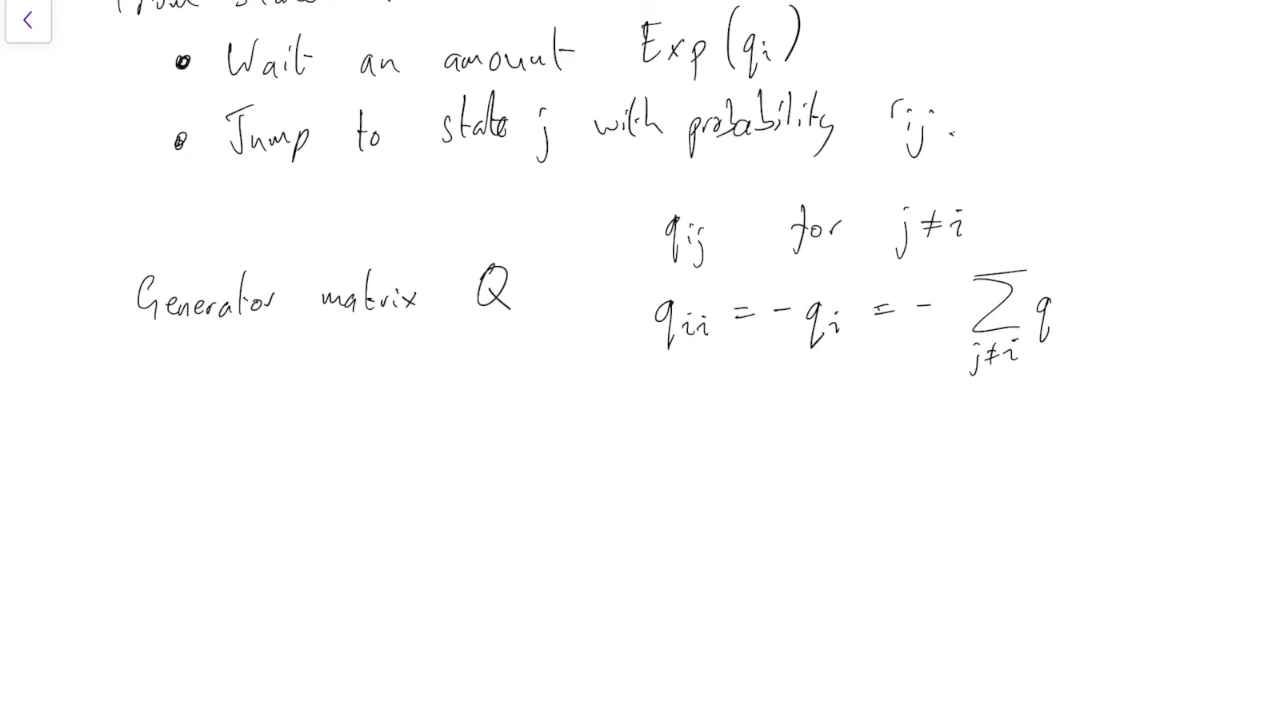 • Wait an amount Exp(qi)
• Jump to state j with probability rij.
qij for j≠i
Generator matrix Q
qii = -qi = - ∑ q
j≠i